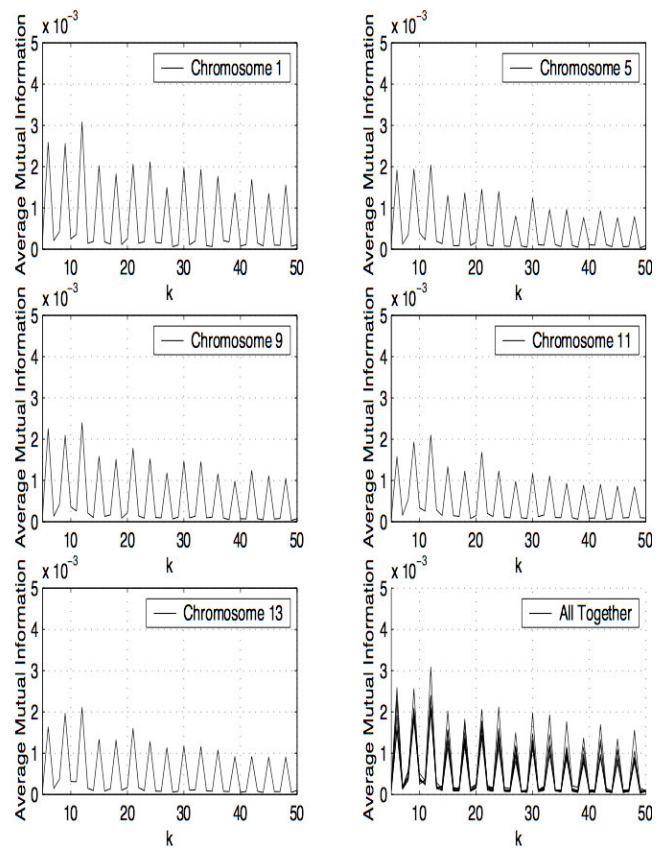 x 10-3
5
4
3
2
1
0
Average Mutual Information
Chromosome 1
10 20 30 40 50
k
x 10-3
5
4
3
2
1
0
Average Mutual Information
Chromosome 5
10 20 30 40 50
k
x 10-3
5
4
3
2
1
0
Average Mutual Information
Chromosome 9
10 20 30 40 50
k
x 10-3
5
4
3
2
1
0
Average Mutual Information
Chromosome 11
10 20 30 40 50
k
x 10-3
5
4
3
2
1
0
Average Mutual Information
Chromosome 13
10 20 30 40 50
k
x 10-3
5
4
3
2
1
0
Average Mutual Information
All Together
10 20 30 40 50
k